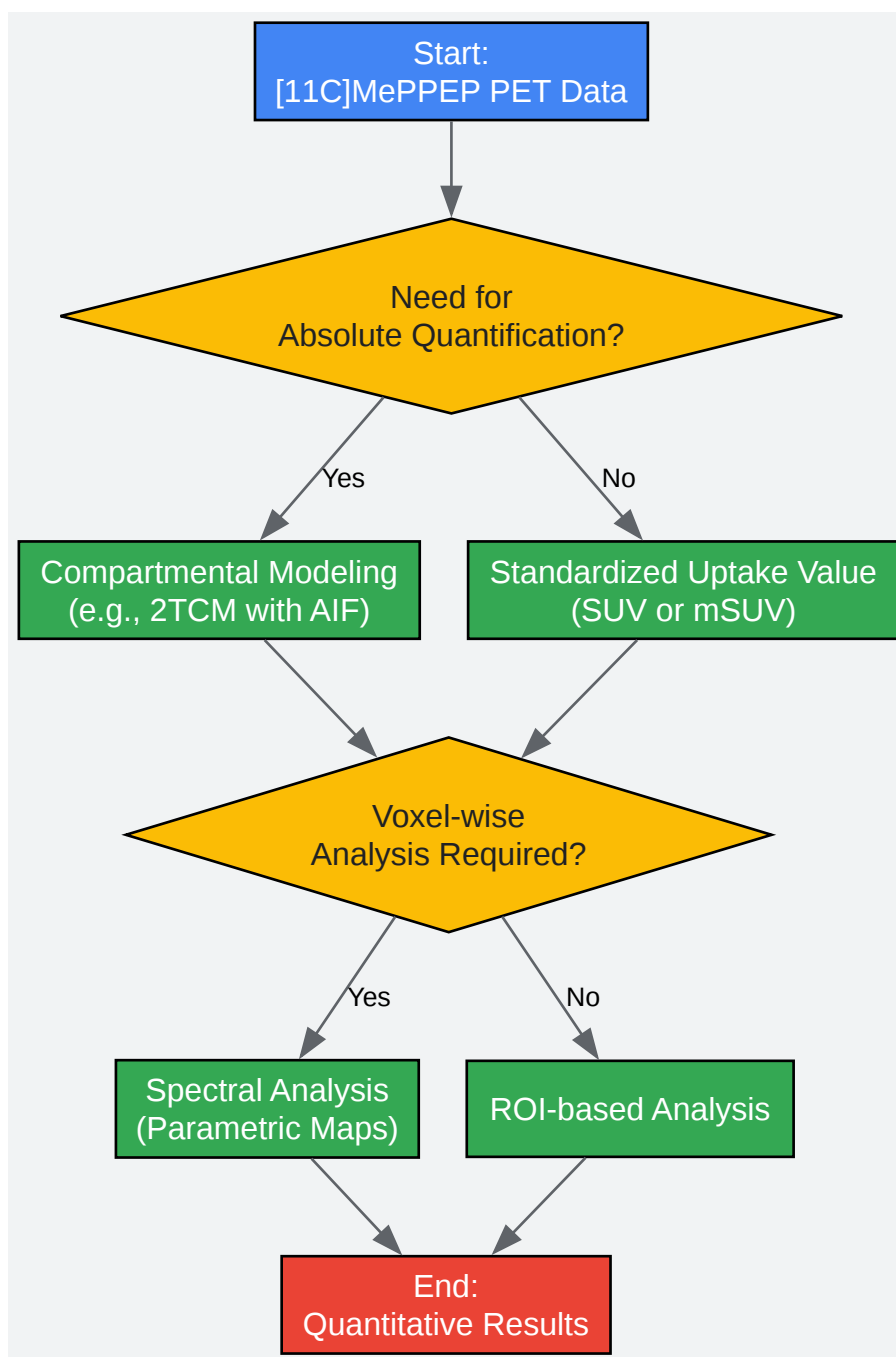 Start:
[11C]MePPEP PET Data
Need for
Absolute Quantification?
Yes
No
Compartmental Modeling
(e.g., 2TCM with AIF)
Standardized Uptake Value
(SUV or mSUV)
Voxel-wise
Analysis Required?
Yes
No
Spectral Analysis
(Parametric Maps)
ROI-based Analysis
End:
Quantitative Results